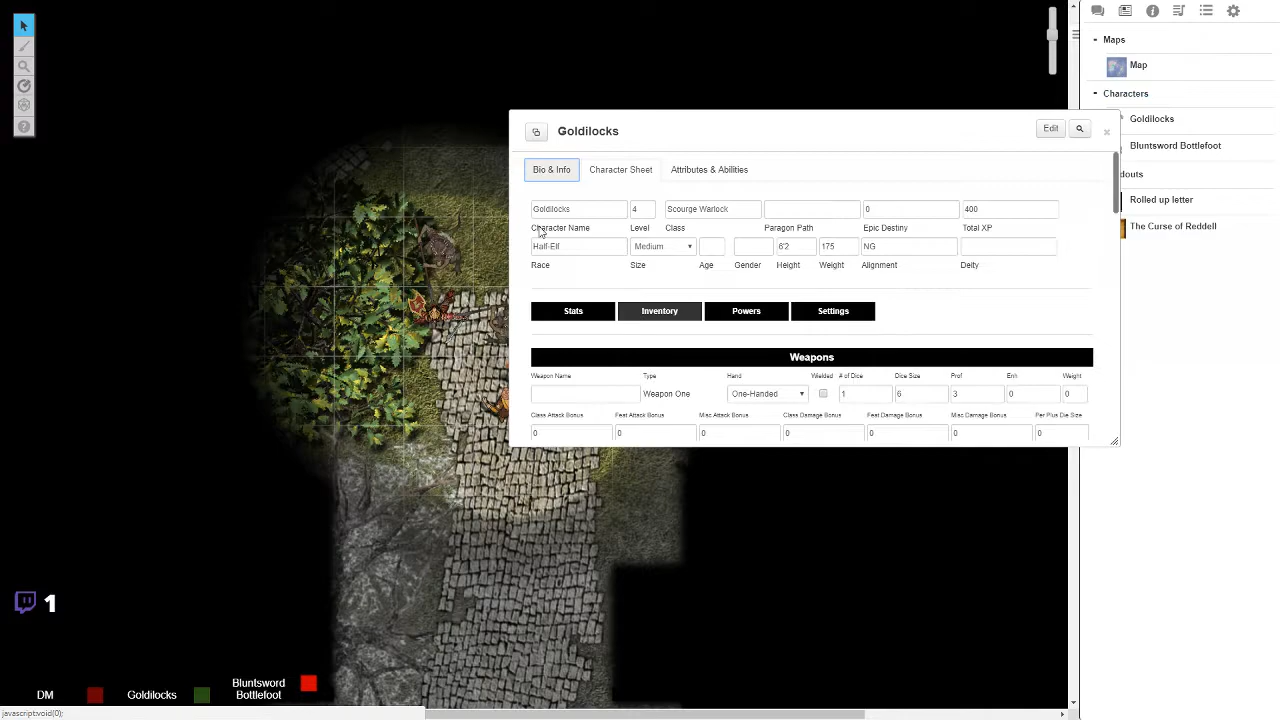 Maps
Map
Characters
Goldilocks
Bluntsword Bottlefoot
douts
Rolled up letter
The Curse of Reddell
Goldilocks
Edit
Bio & Info Character Sheet Attributes & Abilities
Goldilocks 4 Scourge Warlock 0 400
Character Name Level Class Paragon Path Epic Destiny Total XP
Half-Elf Medium 6'2 175 NG
Race Size Age Gender Height Weight Alignment Deity
Stats Inventory Powers Settings
Weapons
Weapon Name Type Hand Wielded # of Dice Dice Size Prof Enh Weight
Weapon One One-Handed 1 6 3 0 0
Class Attack Bonus Feat Attack Bonus Misc Attack Bonus Class Damage Bonus Feat Damage Bonus Misc Damage Bonus Per Plus Die Size
0 0 0 0 0 0 0
1
DM Goldilocks Bluntsword
Bottlefoot
javascript:void(0);